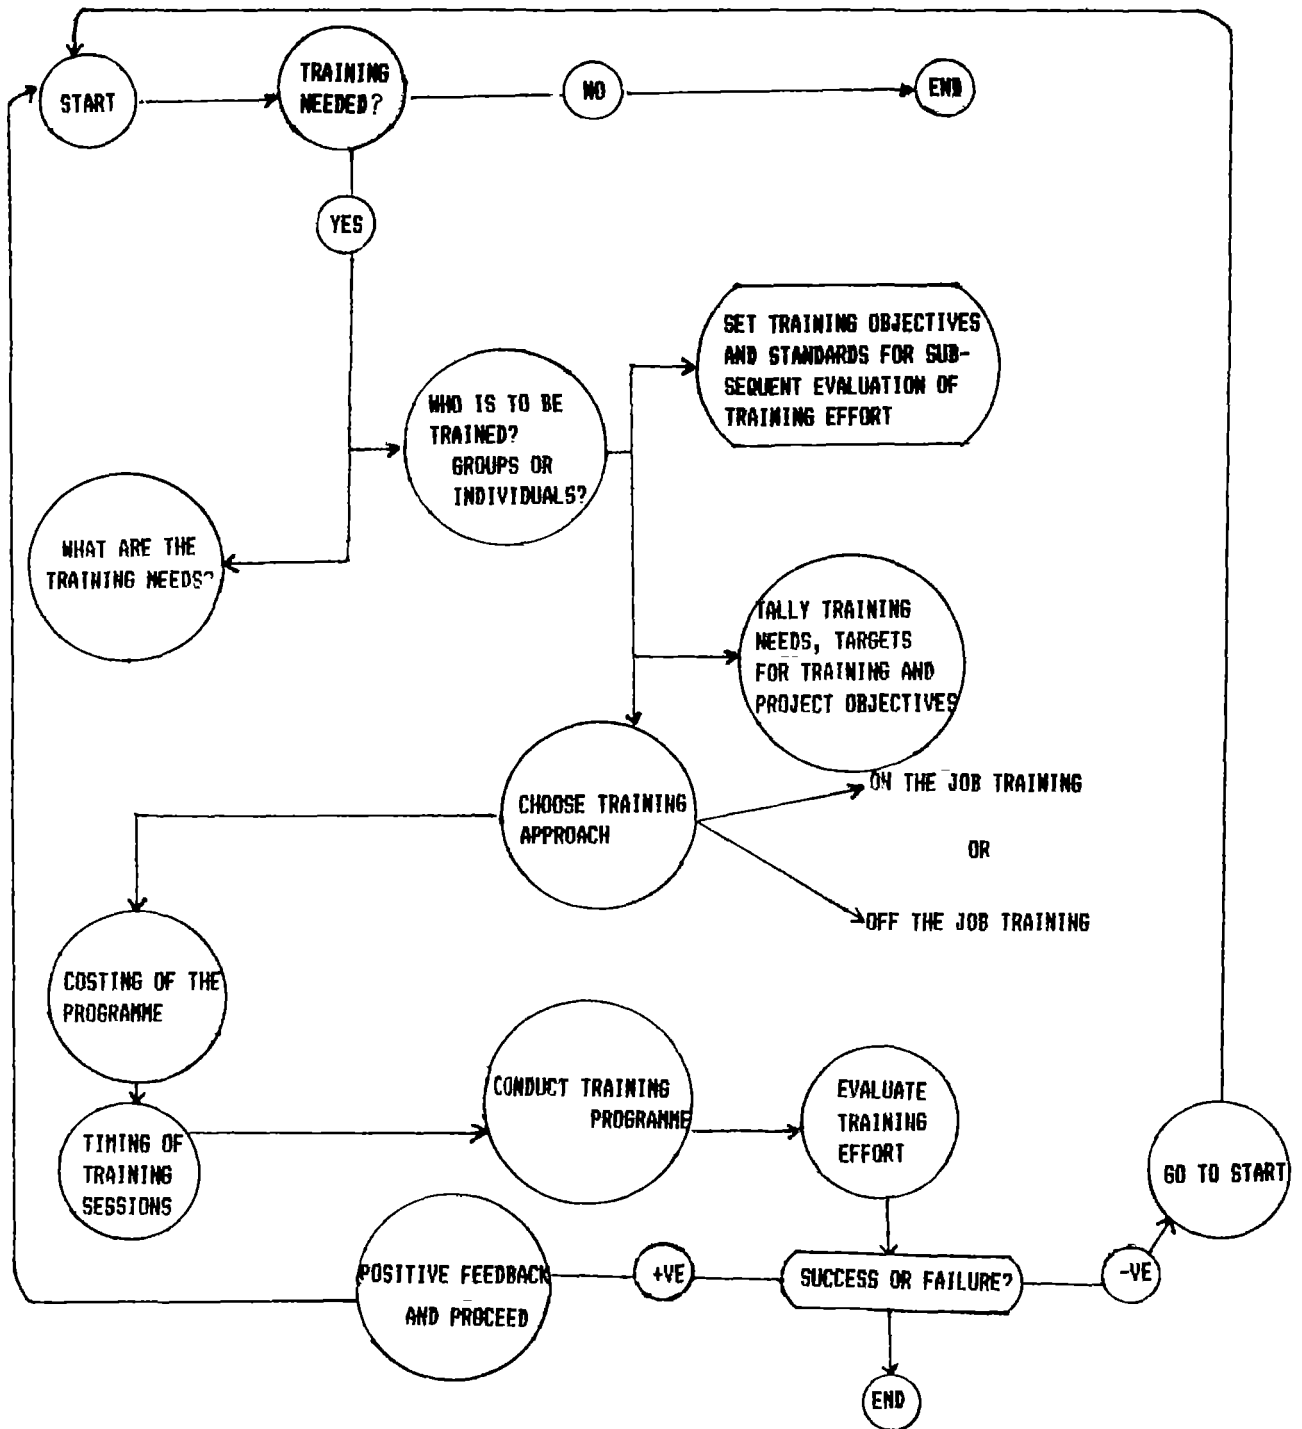 START
TRAINING
NEEDED?
NO
END
YES
SET TRAINING OBJECTIVES
AND STANDARDS FOR SUB-
SEQUENT EVALUATION OF
TRAINING EFFORT
WHO IS TO BE
TRAINED?
GROUPS OR
INDIVIDUALS?
WHAT ARE THE
TRAINING NEEDS?
TALLY TRAINING
NEEDS, TARGETS
FOR TRAINING AND
PROJECT OBJECTIVES
CHOOSE TRAINING
APPROACH
ON THE JOB TRAINING
OR
OFF THE JOB TRAINING
COSTING OF THE
PROGRAMME
TIMING OF
TRAINING
SESSIONS
CONDUCT TRAINING
PROGRAMME
EVALUATE
TRAINING
EFFORT
GO TO START
POSITIVE FEEDBACK
AND PROCEED
+VE
SUCCESS OR FAILURE?
-VE
END